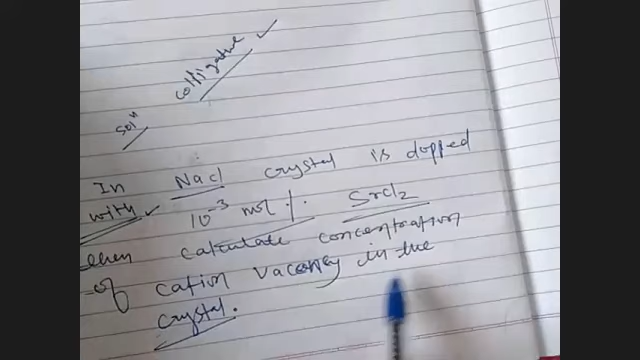 colligative ✓
solⁿ
In NaCl crystal is dopped
with 10⁻³ mol % SrCl₂
then calculate concentration
of cation vacancy in the
crystal.